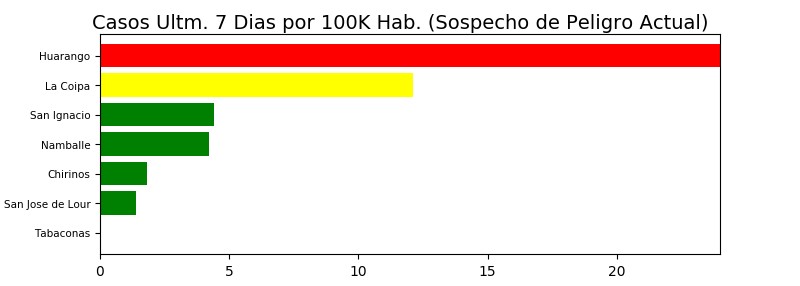 Casos Ultm. 7 Dias por 100K Hab. (Sospecho de Peligro Actual)
Huarango
La Coipa
San Ignacio
Namballe
Chirinos
San Jose de Lour
Tabaconas
0 5 10 15 20